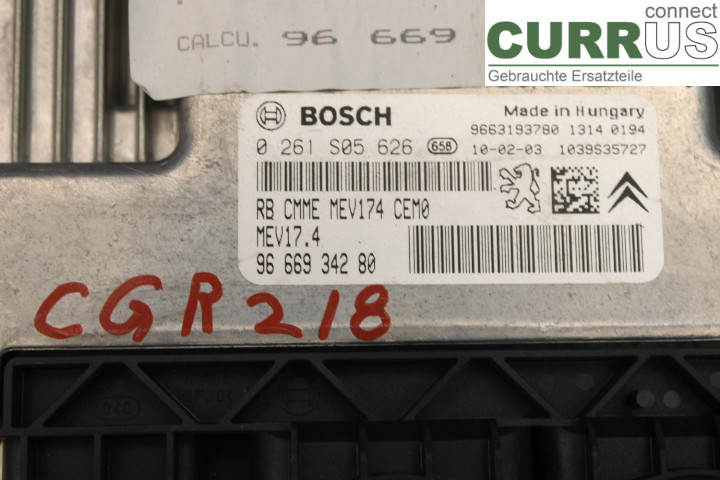 CALCU. 96 669
connect
CURRUS
Gebrauchte Ersatzteile
BOSCH
Made in Hungary
9663193780 1314 0194
0 261 S05 626 658
10-02-03 1039S35727
RB CMME MEV174 CEM0
MEV17.4
96 669 342 80
CGR218